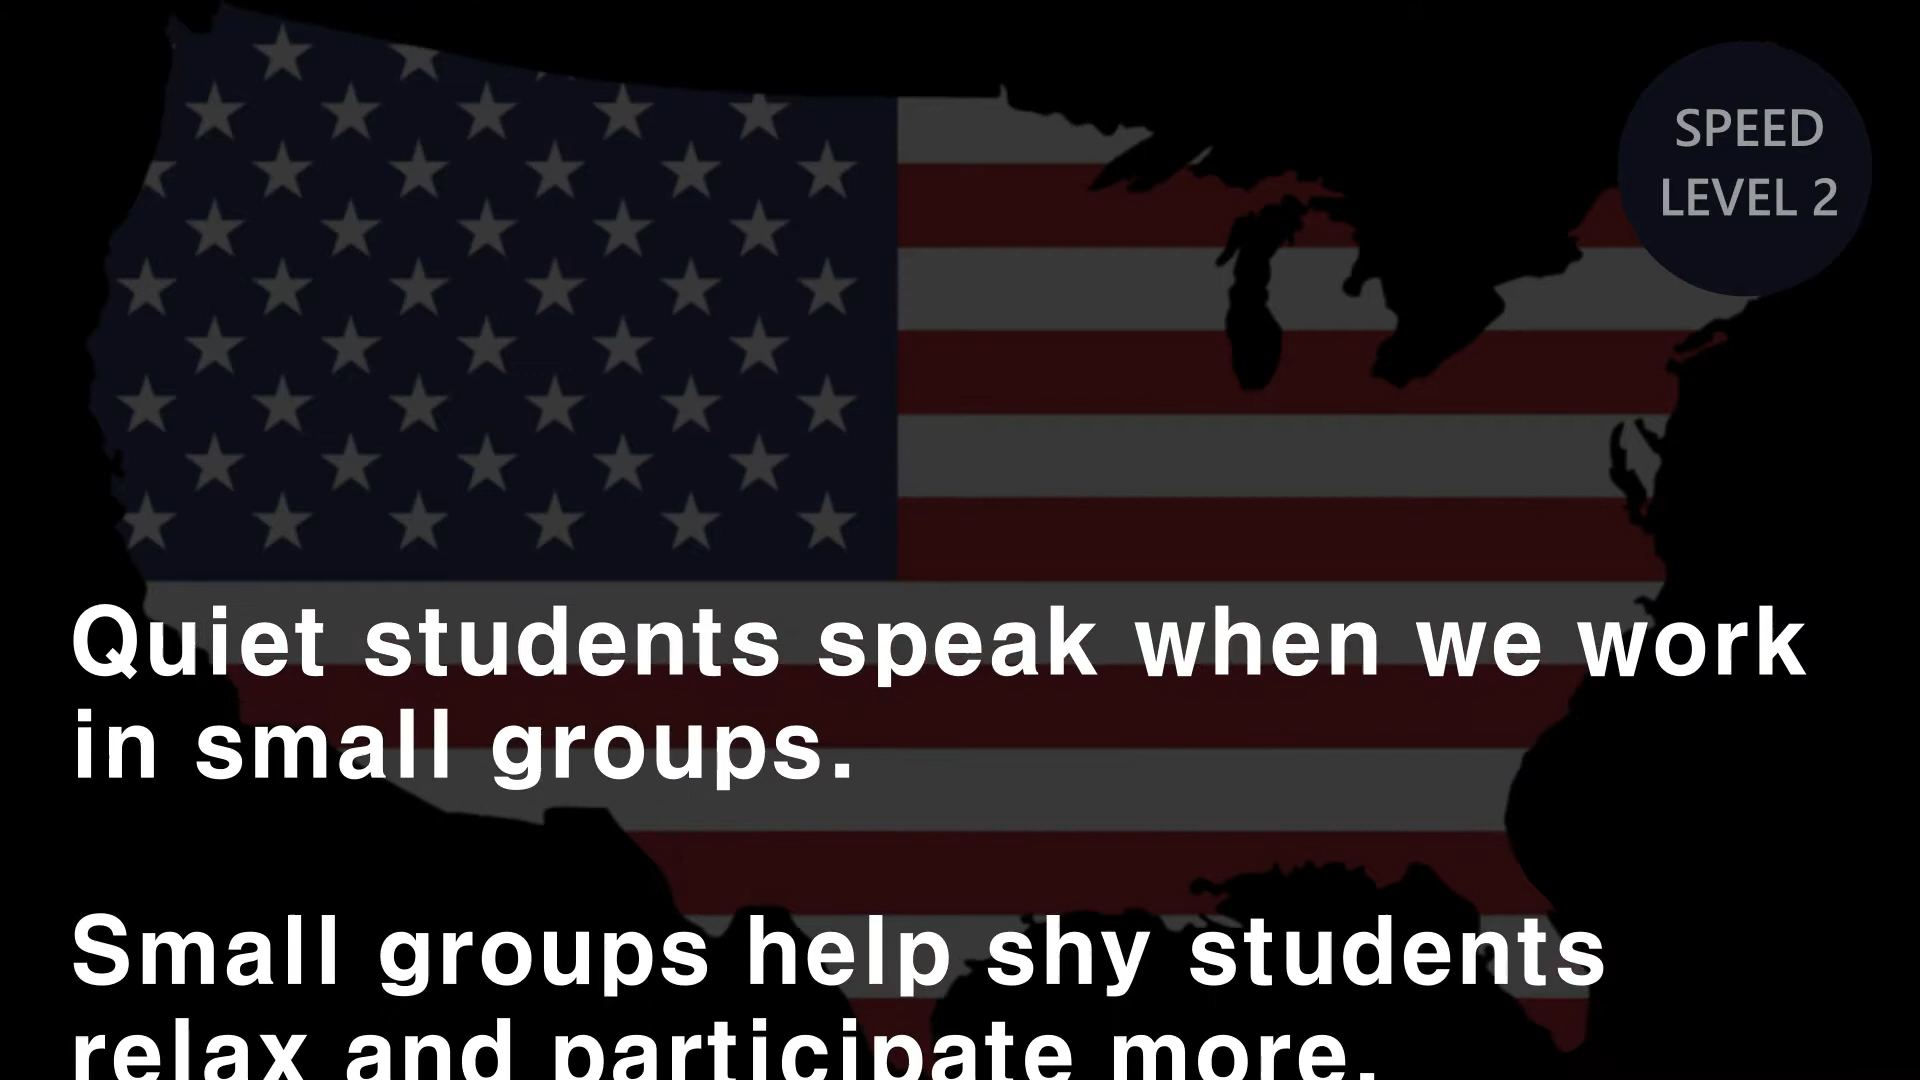 SPEED
LEVEL 2
Quiet students speak when we work
in small groups.
Small groups help shy students
relax and participate more.